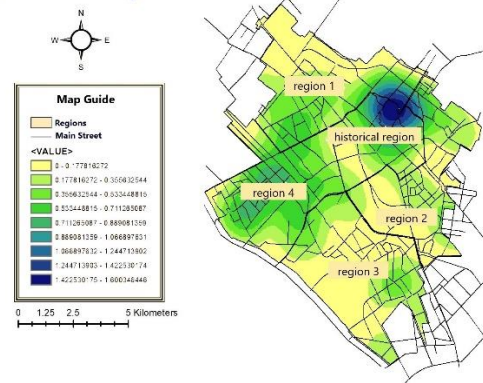 N
W E
S
Map Guide
Regions
Main Street
<VALUE>
0 - 0.177816272
0.177816272 - 0.355632544
0.355632544 - 0.533448815
0.533448815 - 0.711265087
0.711265087 - 0.889081359
0.889081359 - 1.066897631
1.066897632 - 1.244713902
1.244713903 - 1.422530174
1.422530175 - 1.600346446
0 1.25 2.5 5 Kilometers
region 1
historical region
region 4
region 2
region 3